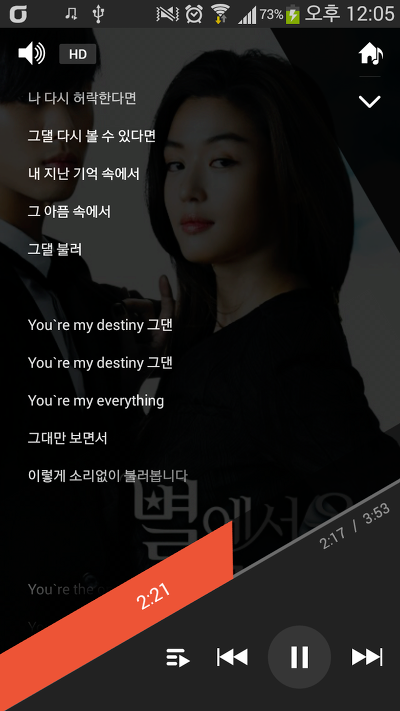 73% 오후 12:05
HD
나 다시 허락한다면
그댈 다시 볼 수 있다면
내 지난 기억 속에서
그 아픔 속에서
그댈 불러
You`re my destiny 그댄
You`re my destiny 그댄
You`re my everything
그대만 보면서
이렇게 소리없이 불러봅니다
별에서
2:17 / 3:53
You`re the
2:21